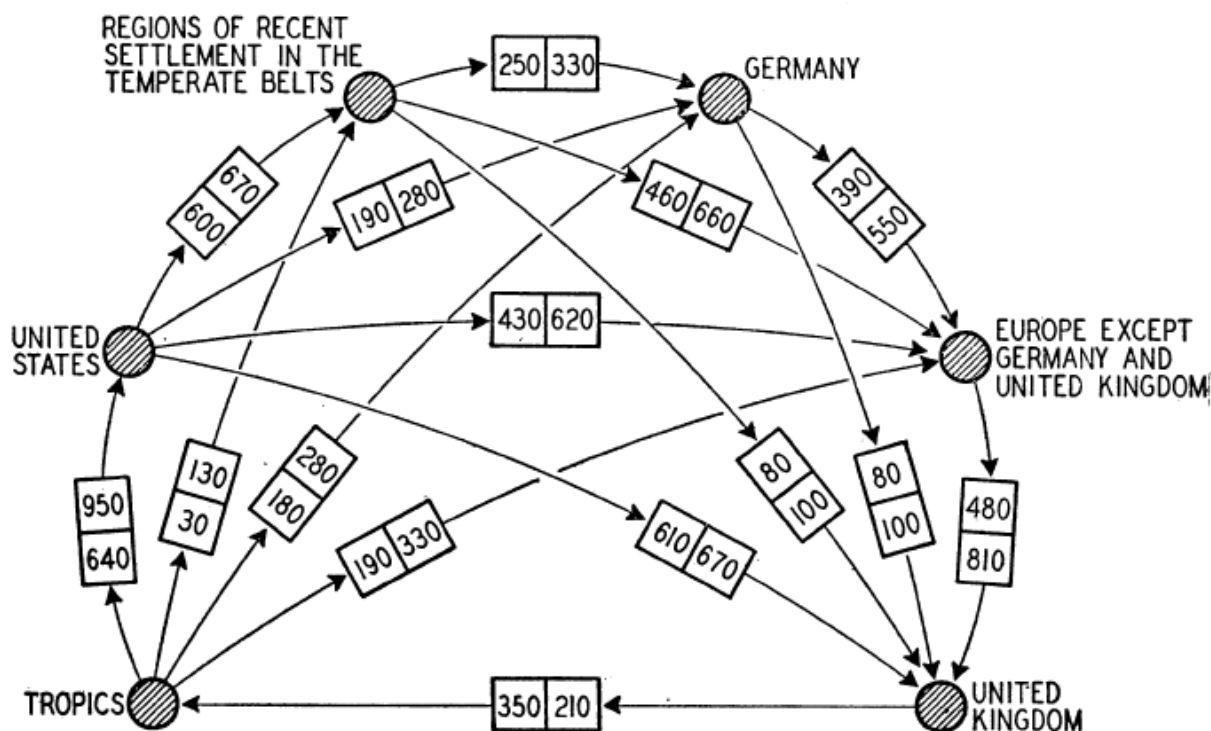 REGIONS OF RECENT
SETTLEMENT IN THE
TEMPERATE BELTS
250 330
GERMANY
670
600
190 280
460 660
390
550
UNITED
STATES
430 620
EUROPE EXCEPT
GERMANY AND
UNITED KINGDOM
950
640
130
30
280
180
190 330
610 670
80
100
80
100
480
810
TROPICS
350 210
UNITED
KINGDOM